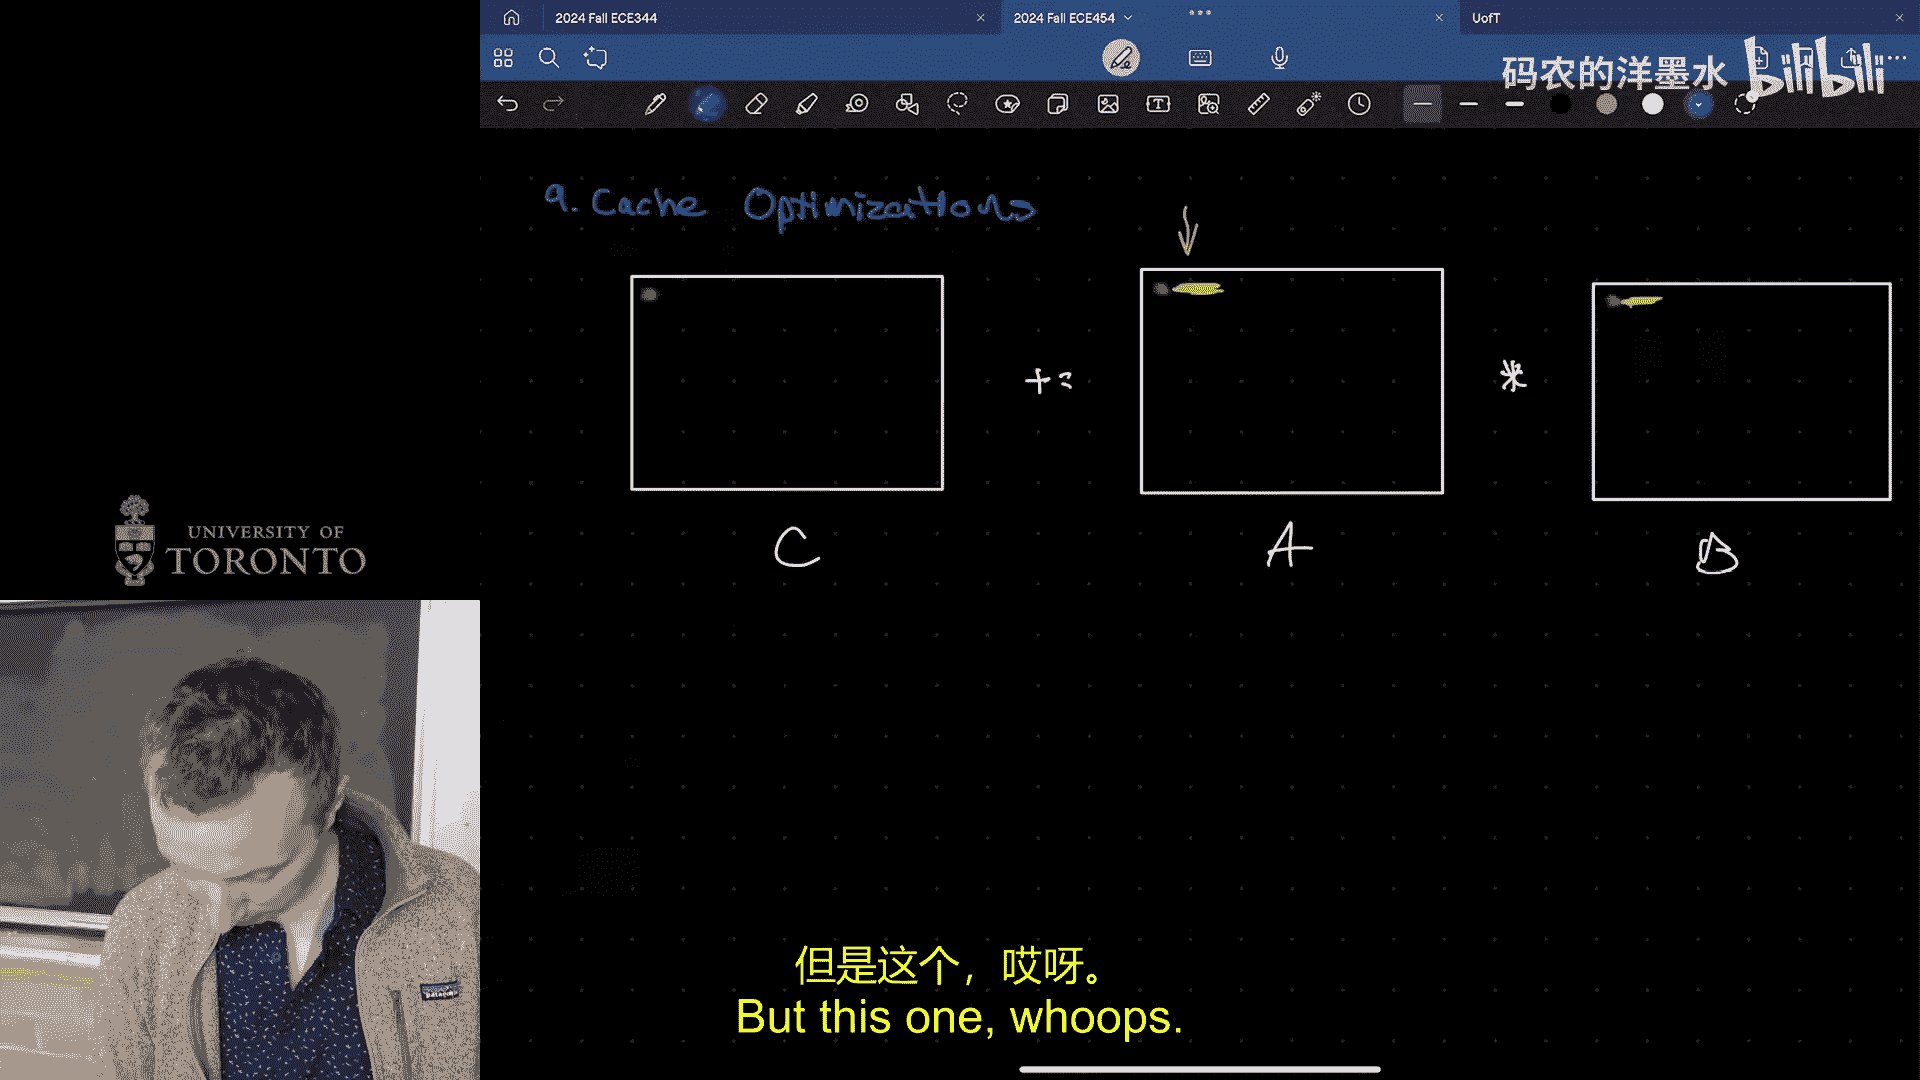 2024 Fall ECE344
2024 Fall ECE454
UofT
码农的洋墨水 bilibili
9. Cache Optimizations
+=
*
C
A
B
UNIVERSITY OF
TORONTO
patagonia
但是这个，哎呀。
But this one, whoops.